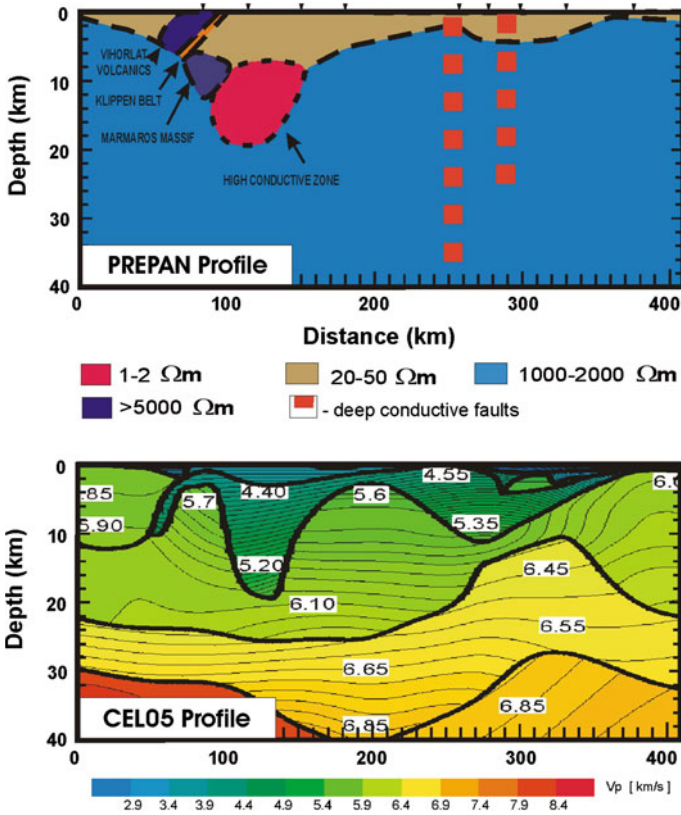 0
10
20
30
40
Depth (km)
VIHORLAT
VOLCANICS
KLIPPEN BELT
MARMAROS MASSIF
HIGH CONDUCTIVE ZONE
PREPAN Profile
0 100 200 300 400
Distance (km)
1-2 Ωm
20-50 Ωm
1000-2000 Ωm
>5000 Ωm
- deep conductive faults
0
10
20
30
40
Depth (km)
.85
5.7
4.40
5.6
4.55
6.0
5.90
5.35
5.20
6.45
6.10
6.55
6.65
6.85
6.85
CEL05 Profile
0 100 200 300 400
2.9 3.4 3.9 4.4 4.9 5.4 5.9 6.4 6.9 7.4 7.9 8.4
Vp [ km/s]